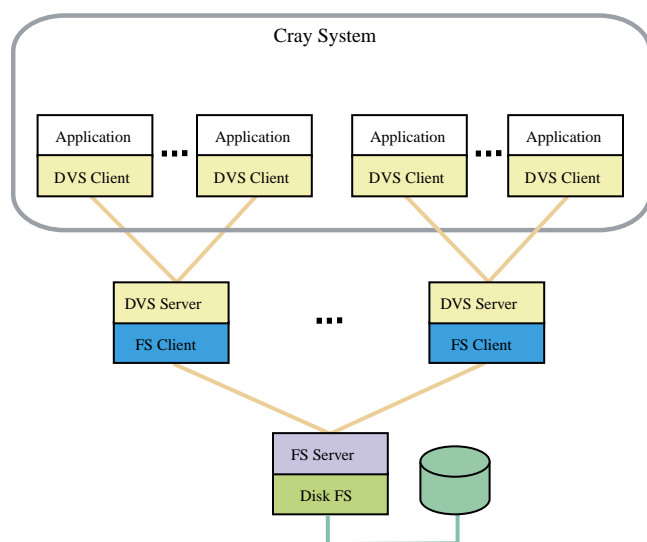 Cray System
Application
Application
Application
Application
DVS Client
DVS Client
DVS Client
DVS Client
DVS Server
DVS Server
FS Client
FS Client
FS Server
Disk FS